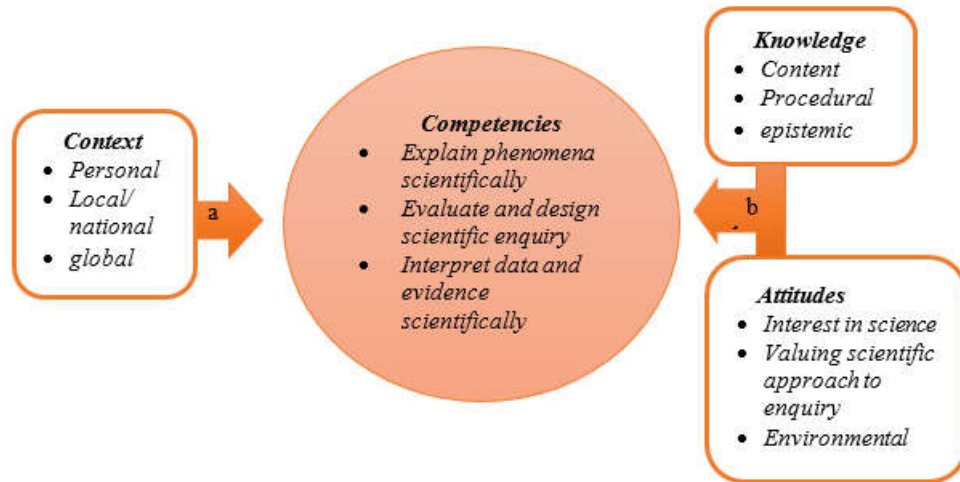 Context
• Personal
• Local/
national
• global
a
Competencies
• Explain phenomena
scientifically
• Evaluate and design
scientific enquiry
• Interpret data and
evidence
scientifically
b
Knowledge
• Content
• Procedural
• epistemic
Attitudes
• Interest in science
• Valuing scientific
approach to
enquiry
• Environmental